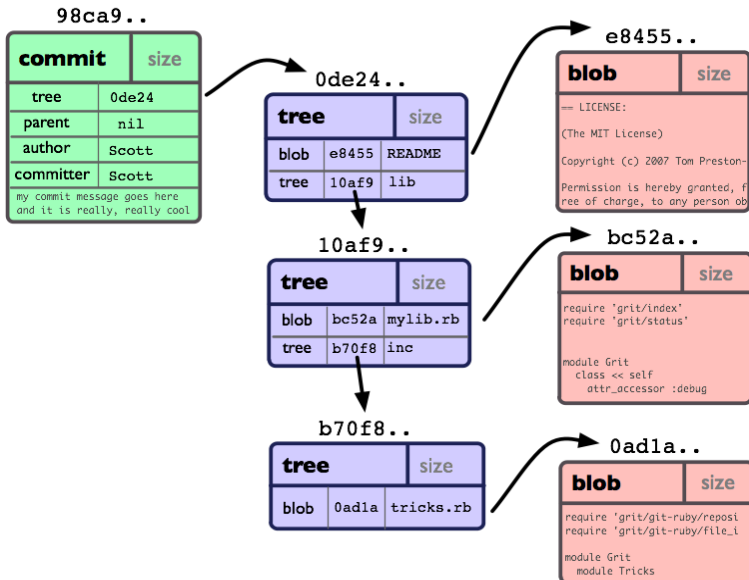 98ca9..
commit size
tree 0de24
parent nil
author Scott
committer Scott
my commit message goes here
and it is really, really cool
0de24..
tree size
blob e8455 README
tree 10af9 lib
10af9..
tree size
blob bc52a mylib.rb
tree b70f8 inc
b70f8..
tree size
blob 0ad1a tricks.rb
e8455..
blob size
== LICENSE:
(The MIT License)
Copyright (c) 2007 Tom Preston-
Permission is hereby granted, f
ree of charge, to any person ob
bc52a..
blob size
require 'grit/index'
require 'grit/status'
module Grit
class << self
attr_accessor :debug
0ad1a..
blob size
require 'grit/git-ruby/reposi
require 'grit/git-ruby/file_i
module Grit
module Tricks